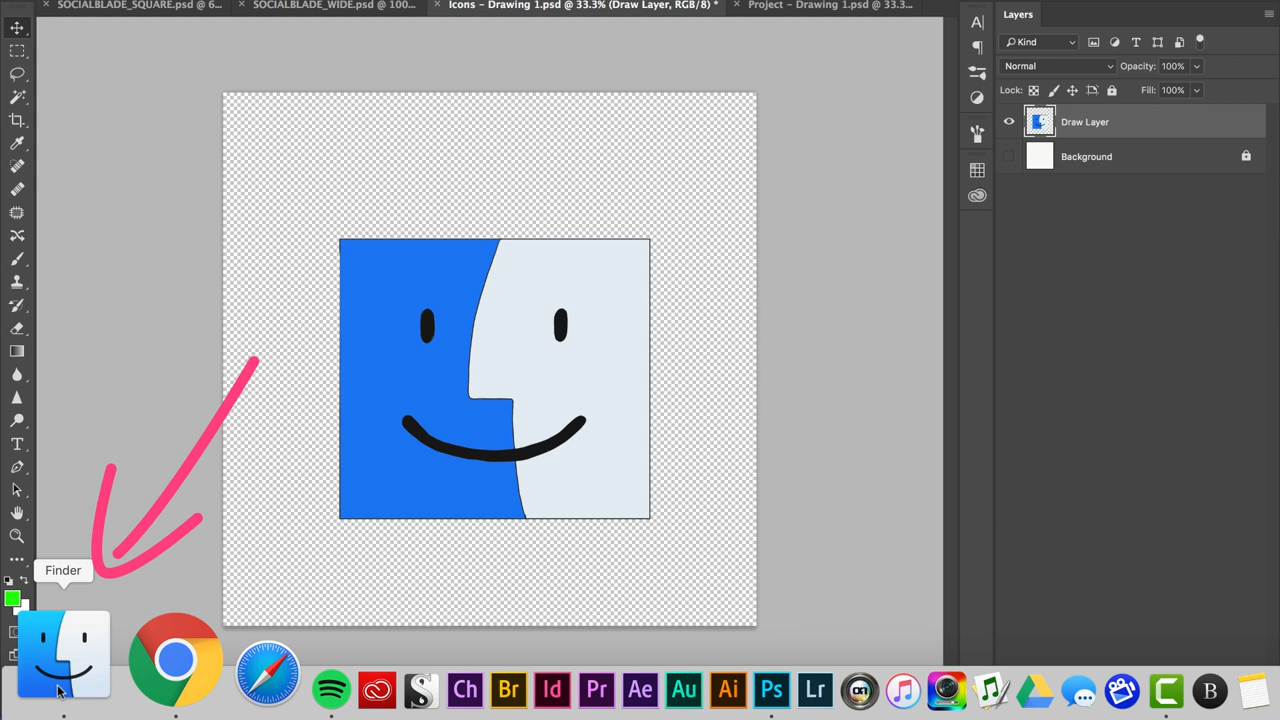 SOCIALBLADE_SQUARE.psd @ 6...
SOCIALBLADE_WIDE.psd @ 100...
Icons - Drawing 1.psd @ 33.3% (Draw Layer, RGB/8) *
Project - Drawing 1.psd @ 33.3...
Layers
Kind
Normal
Opacity: 100%
Lock:
Fill: 100%
Draw Layer
Background
Finder
Ch
Br
Id
Pr
Ae
Au
Ai
Ps
Lr
B